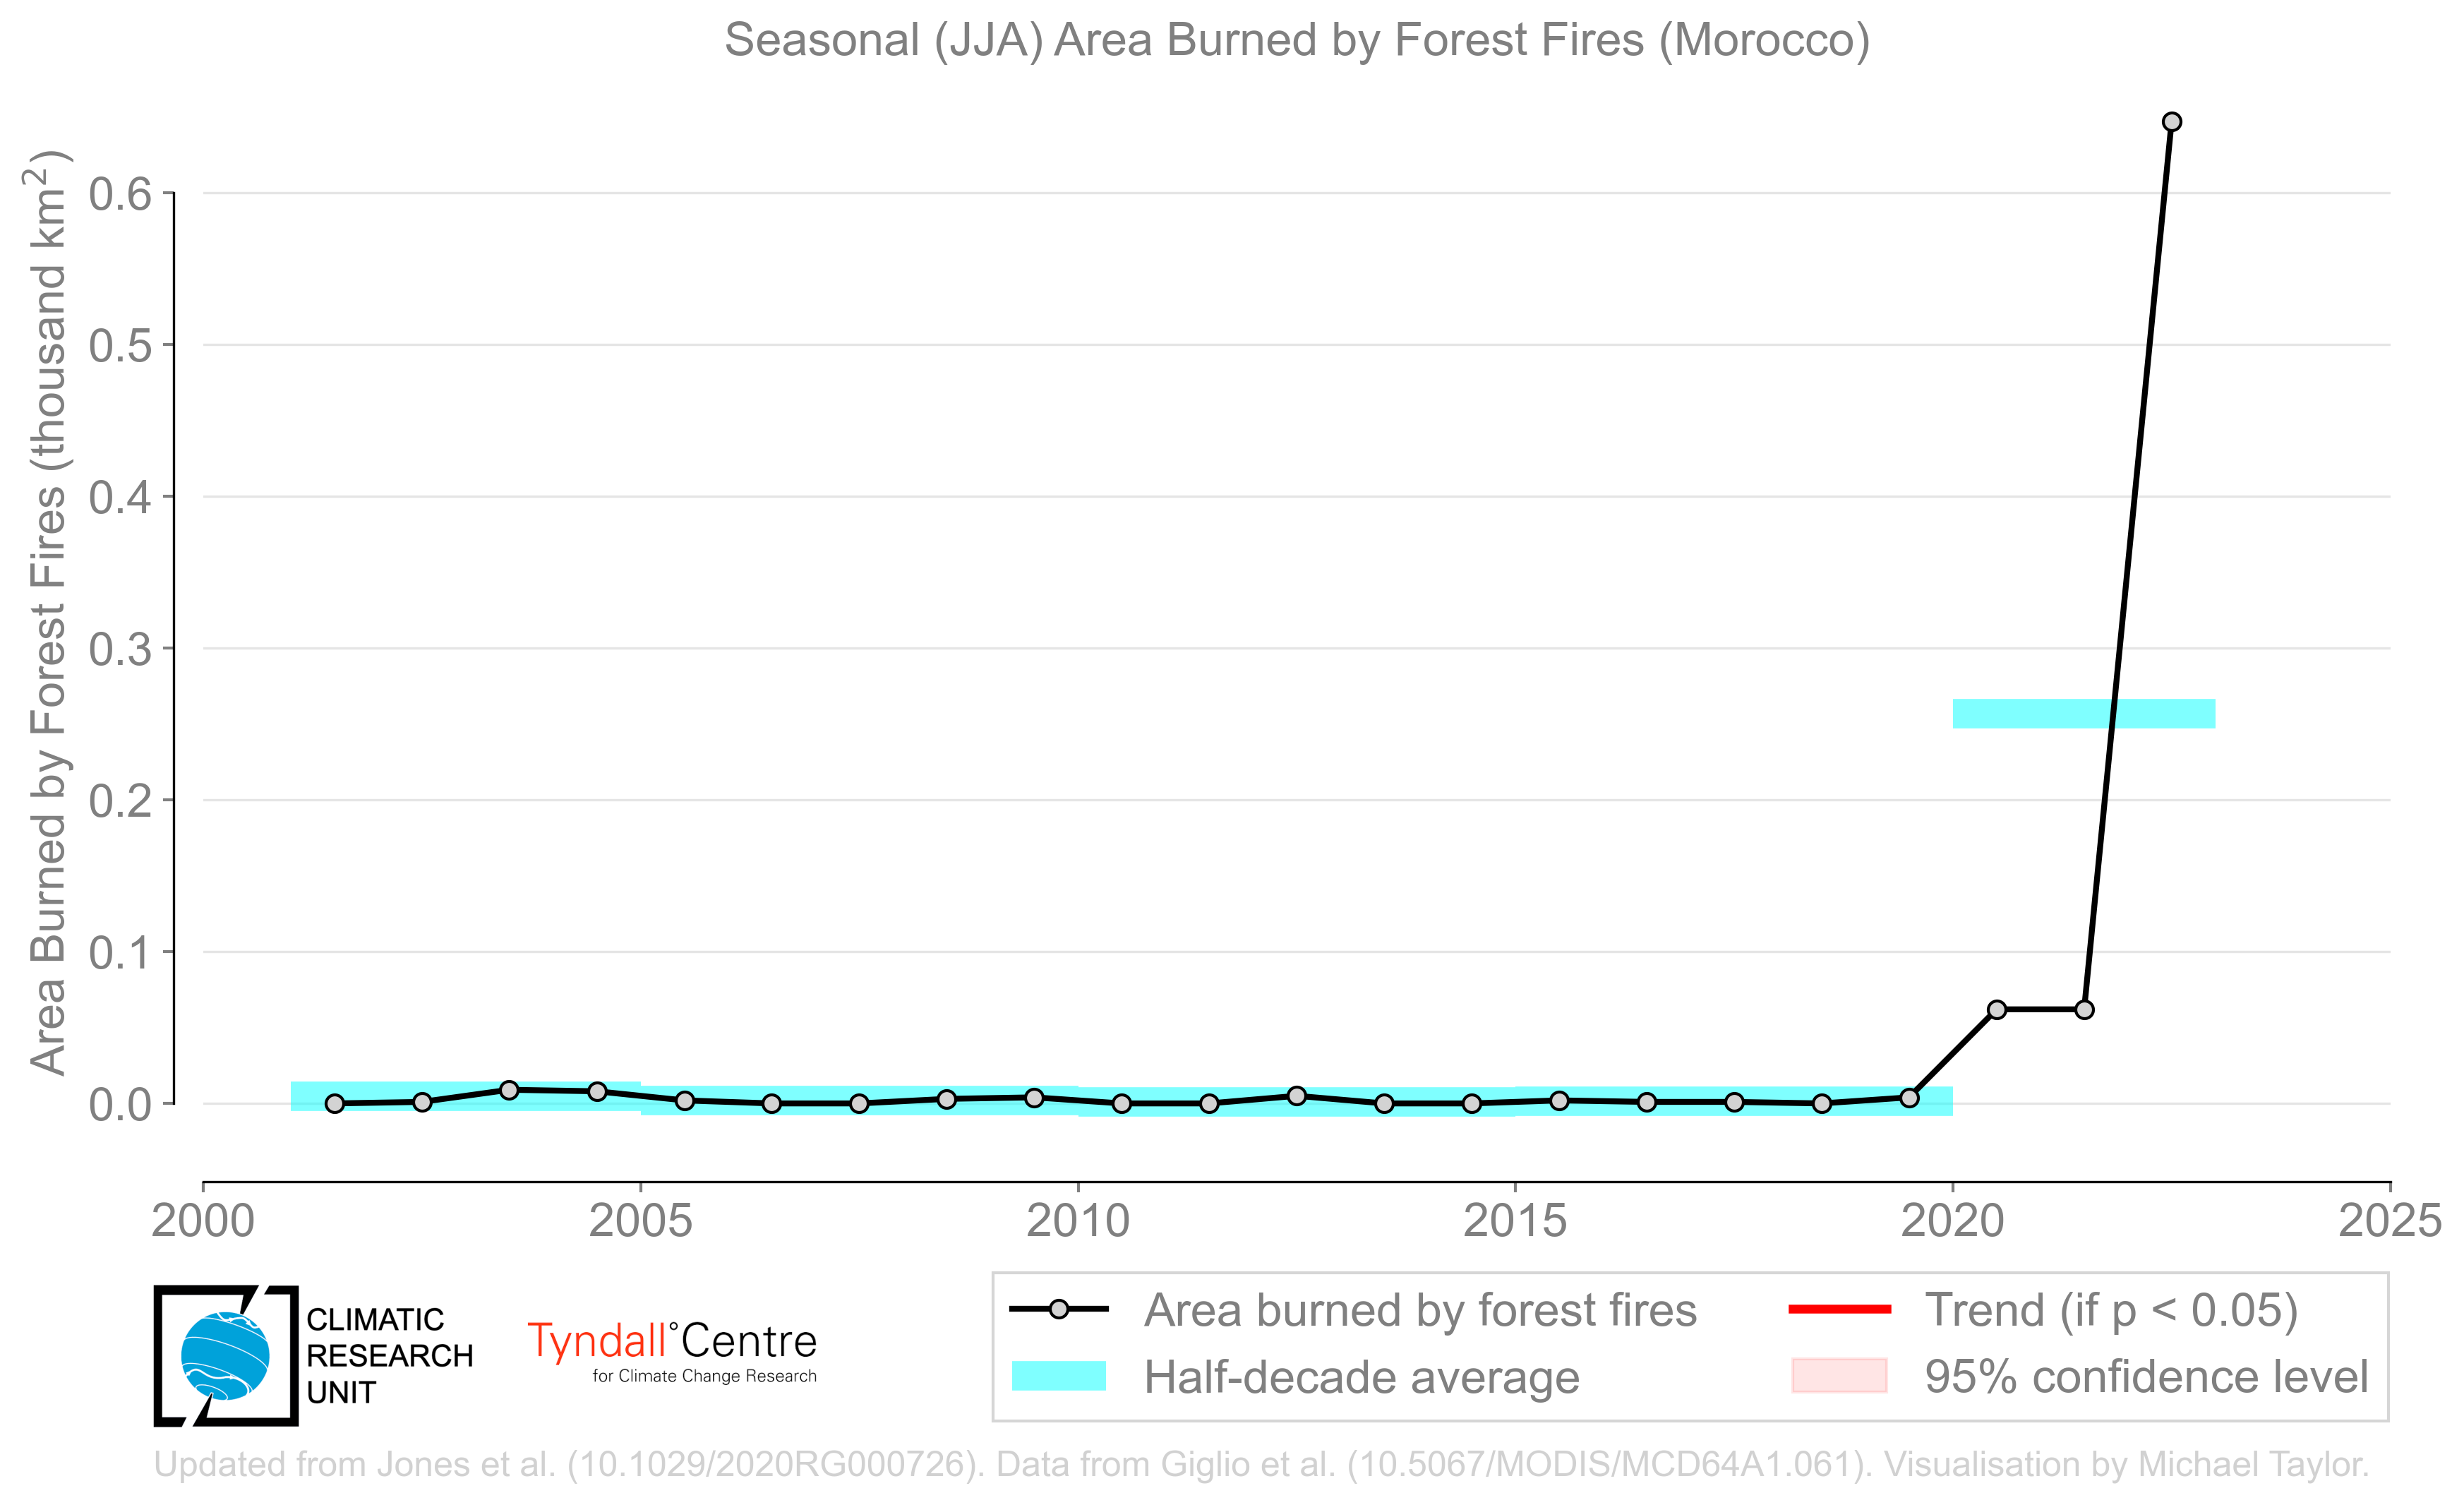 Seasonal (JJA) Area Burned by Forest Fires (Morocco)
Area Burned by Forest Fires (thousand km²)
0.6
0.5
0.4
0.3
0.2
0.1
0.0
2000 2005 2010 2015 2020 2025
CLIMATIC
RESEARCH
UNIT
Tyndall°Centre
for Climate Change Research
Area burned by forest fires
Half-decade average
Trend (if p < 0.05)
95% confidence level
Updated from Jones et al. (10.1029/2020RG000726). Data from Giglio et al. (10.5067/MODIS/MCD64A1.061). Visualisation by Michael Taylor.